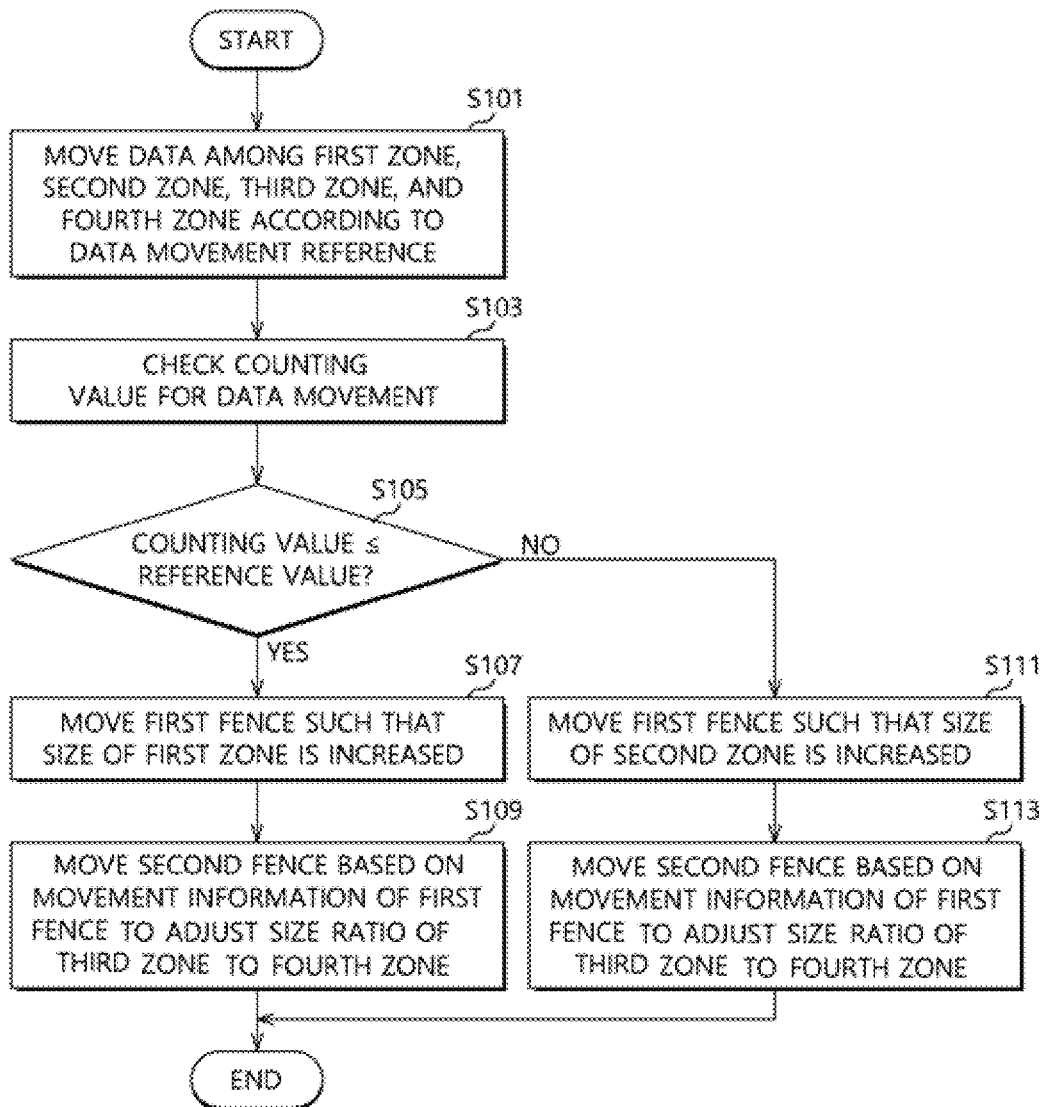 START
S101
MOVE DATA AMONG FIRST ZONE,
SECOND ZONE, THIRD ZONE, AND
FOURTH ZONE ACCORDING TO
DATA MOVEMENT REFERENCE
S103
CHECK COUNTING
VALUE FOR DATA MOVEMENT
S105
COUNTING VALUE ≤
REFERENCE VALUE?
NO
YES
S107
MOVE FIRST FENCE SUCH THAT
SIZE OF FIRST ZONE IS INCREASED
S111
MOVE FIRST FENCE SUCH THAT SIZE
OF SECOND ZONE IS INCREASED
S109
MOVE SECOND FENCE BASED ON
MOVEMENT INFORMATION OF FIRST
FENCE TO ADJUST SIZE RATIO OF
THIRD ZONE TO FOURTH ZONE
S113
MOVE SECOND FENCE BASED ON
MOVEMENT INFORMATION OF FIRST
FENCE TO ADJUST SIZE RATIO OF
THIRD ZONE TO FOURTH ZONE
END